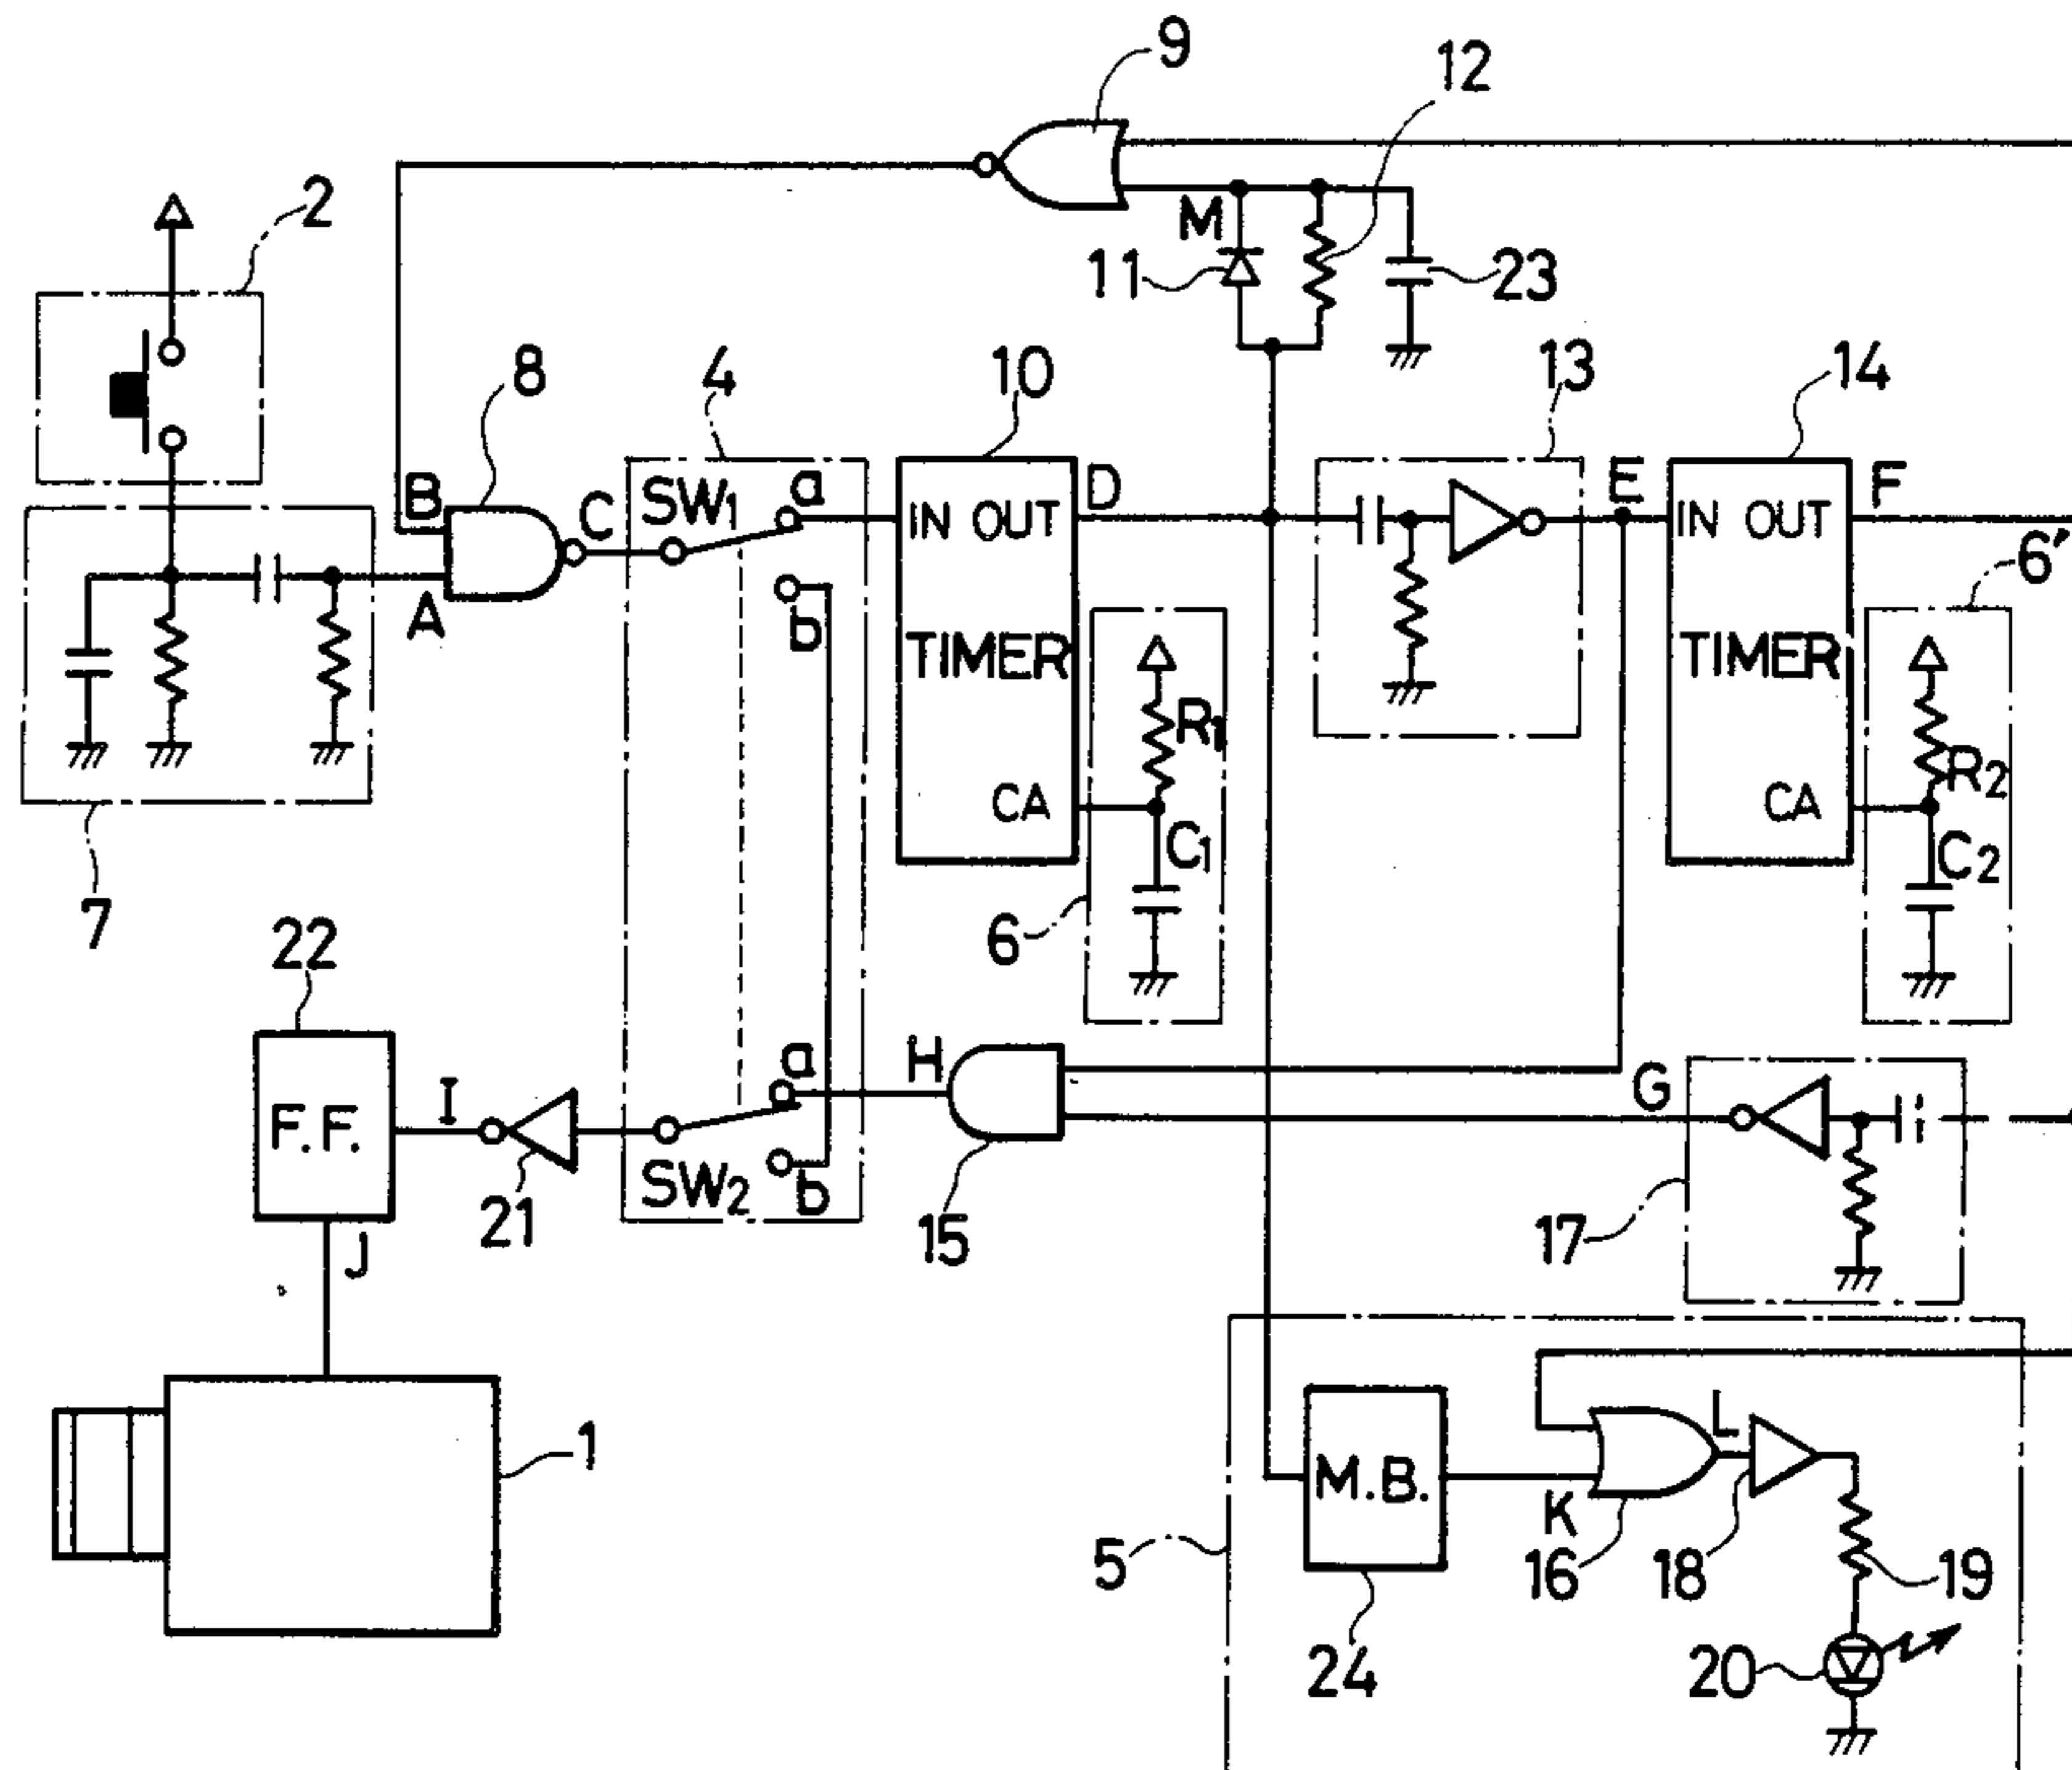 9
12
2
M
11
23
8
4
10
13
14
B
C
SW1
a
IN OUT
D
E
IN OUT
F
6'
A
b
TIMER
R1
TIMER
R2
CA
C1
CA
C2
7
6
22
a
H
G
F.F.
I
SW2
b
21
15
17
J
1
M.B.
L
K
5
16
18
19
24
20